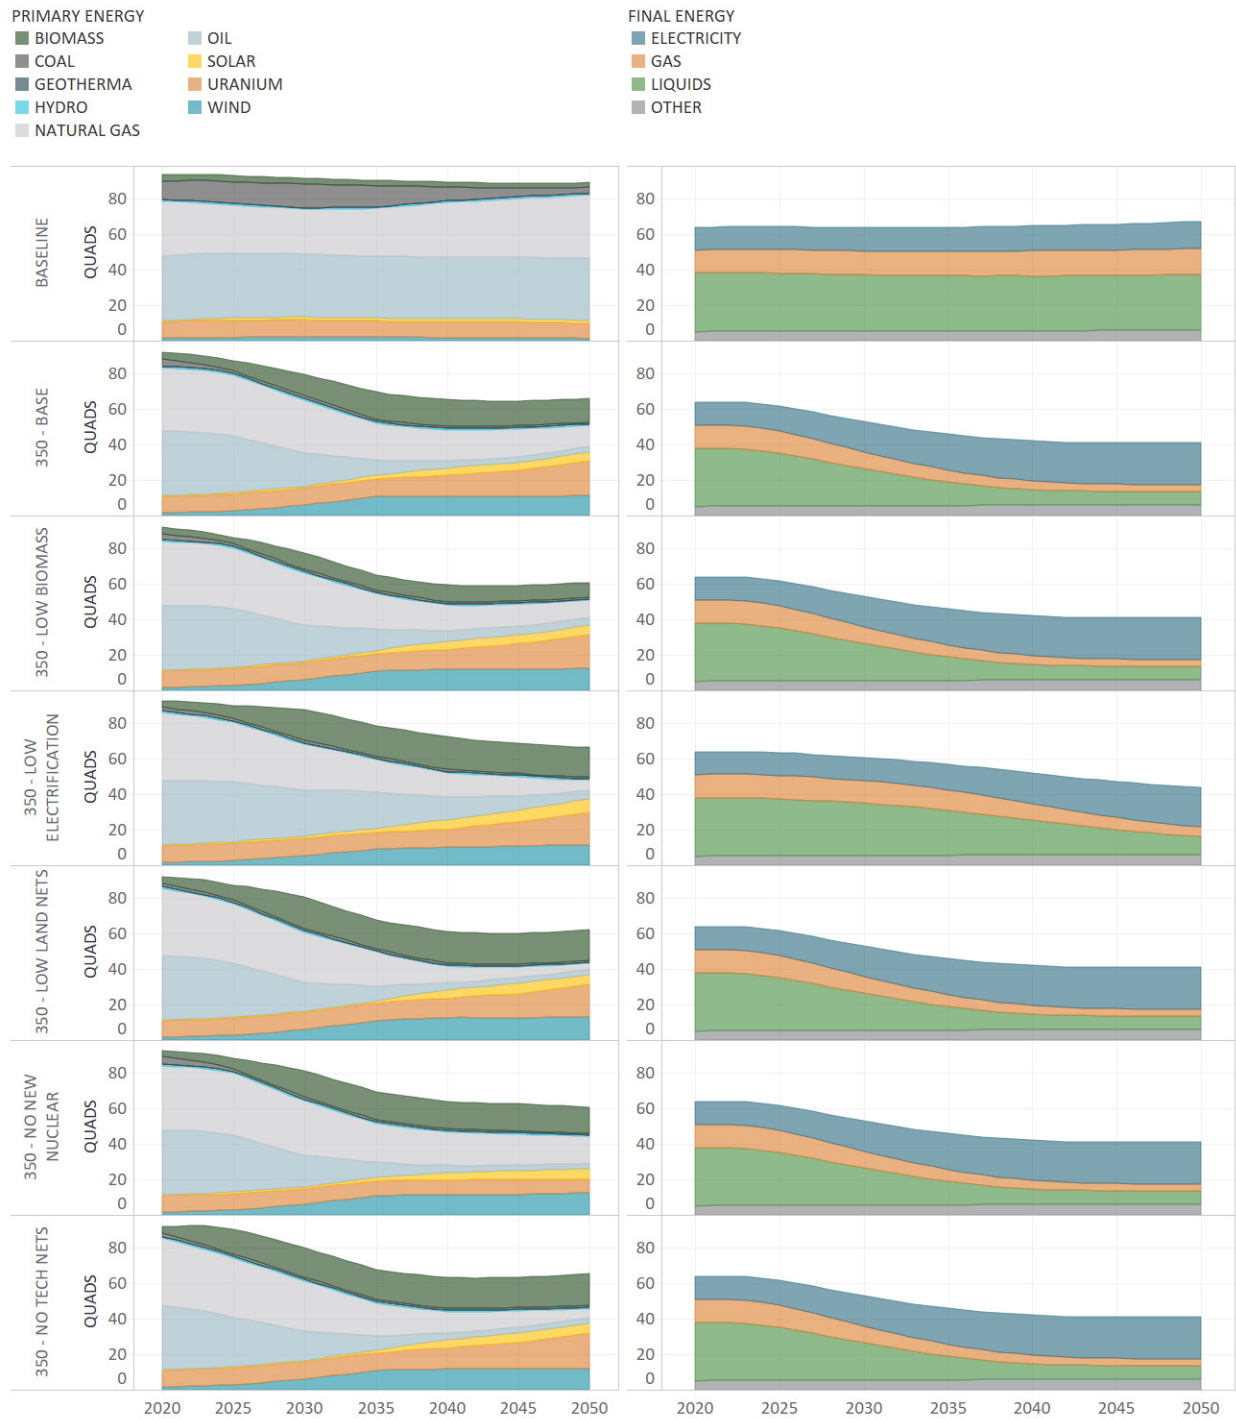 PRIMARY ENERGY
BIOMASS
COAL
GEOTHERMA
HYDRO
NATURAL GAS
OIL
SOLAR
URANIUM
WIND
FINAL ENERGY
ELECTRICITY
GAS
LIQUIDS
OTHER
BASELINE
QUADS
80
60
40
20
0
80
60
40
20
0
350 - BASE
QUADS
80
60
40
20
0
80
60
40
20
0
350 - LOW BIOMASS
QUADS
80
60
40
20
0
80
60
40
20
0
350 - LOW
ELECTRIFICATION
QUADS
80
60
40
20
0
80
60
40
20
0
350 - LOW LAND NETS
QUADS
80
60
40
20
0
80
60
40
20
0
350 - NO NEW
NUCLEAR
QUADS
80
60
40
20
0
80
60
40
20
0
350 - NO TECH NETS
QUADS
80
60
40
20
0
80
60
40
20
0
2020 2025 2030 2035 2040 2045 2050
2020 2025 2030 2035 2040 2045 2050